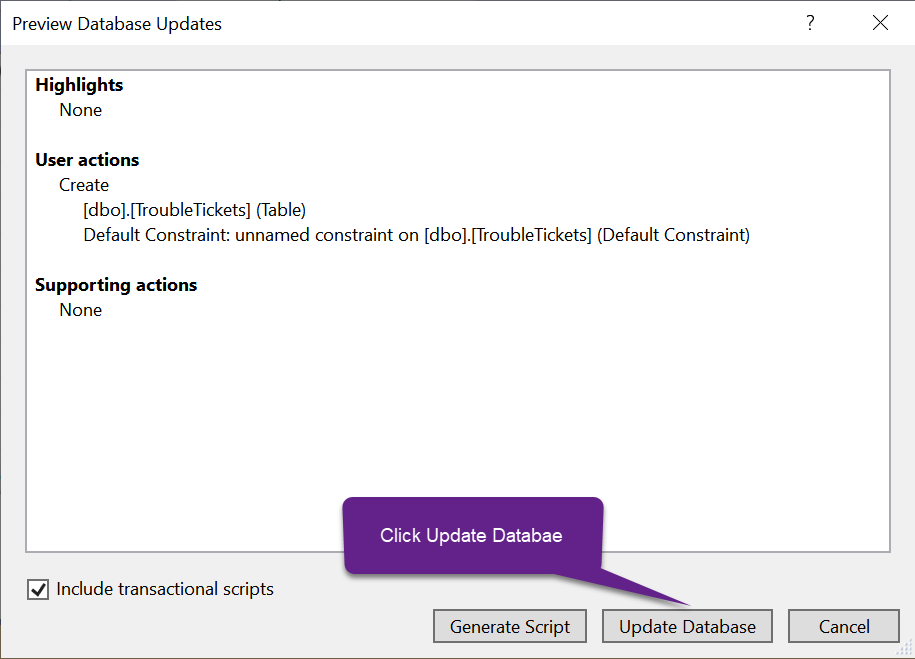 Preview Database Updates
?
Highlights
None
User actions
Create
[dbo].[TroubleTickets] (Table)
Default Constraint: unnamed constraint on [dbo].[TroubleTickets] (Default Constraint)
Supporting actions
None
Click Update Databae
Include transactional scripts
Generate Script
Update Database
Cancel